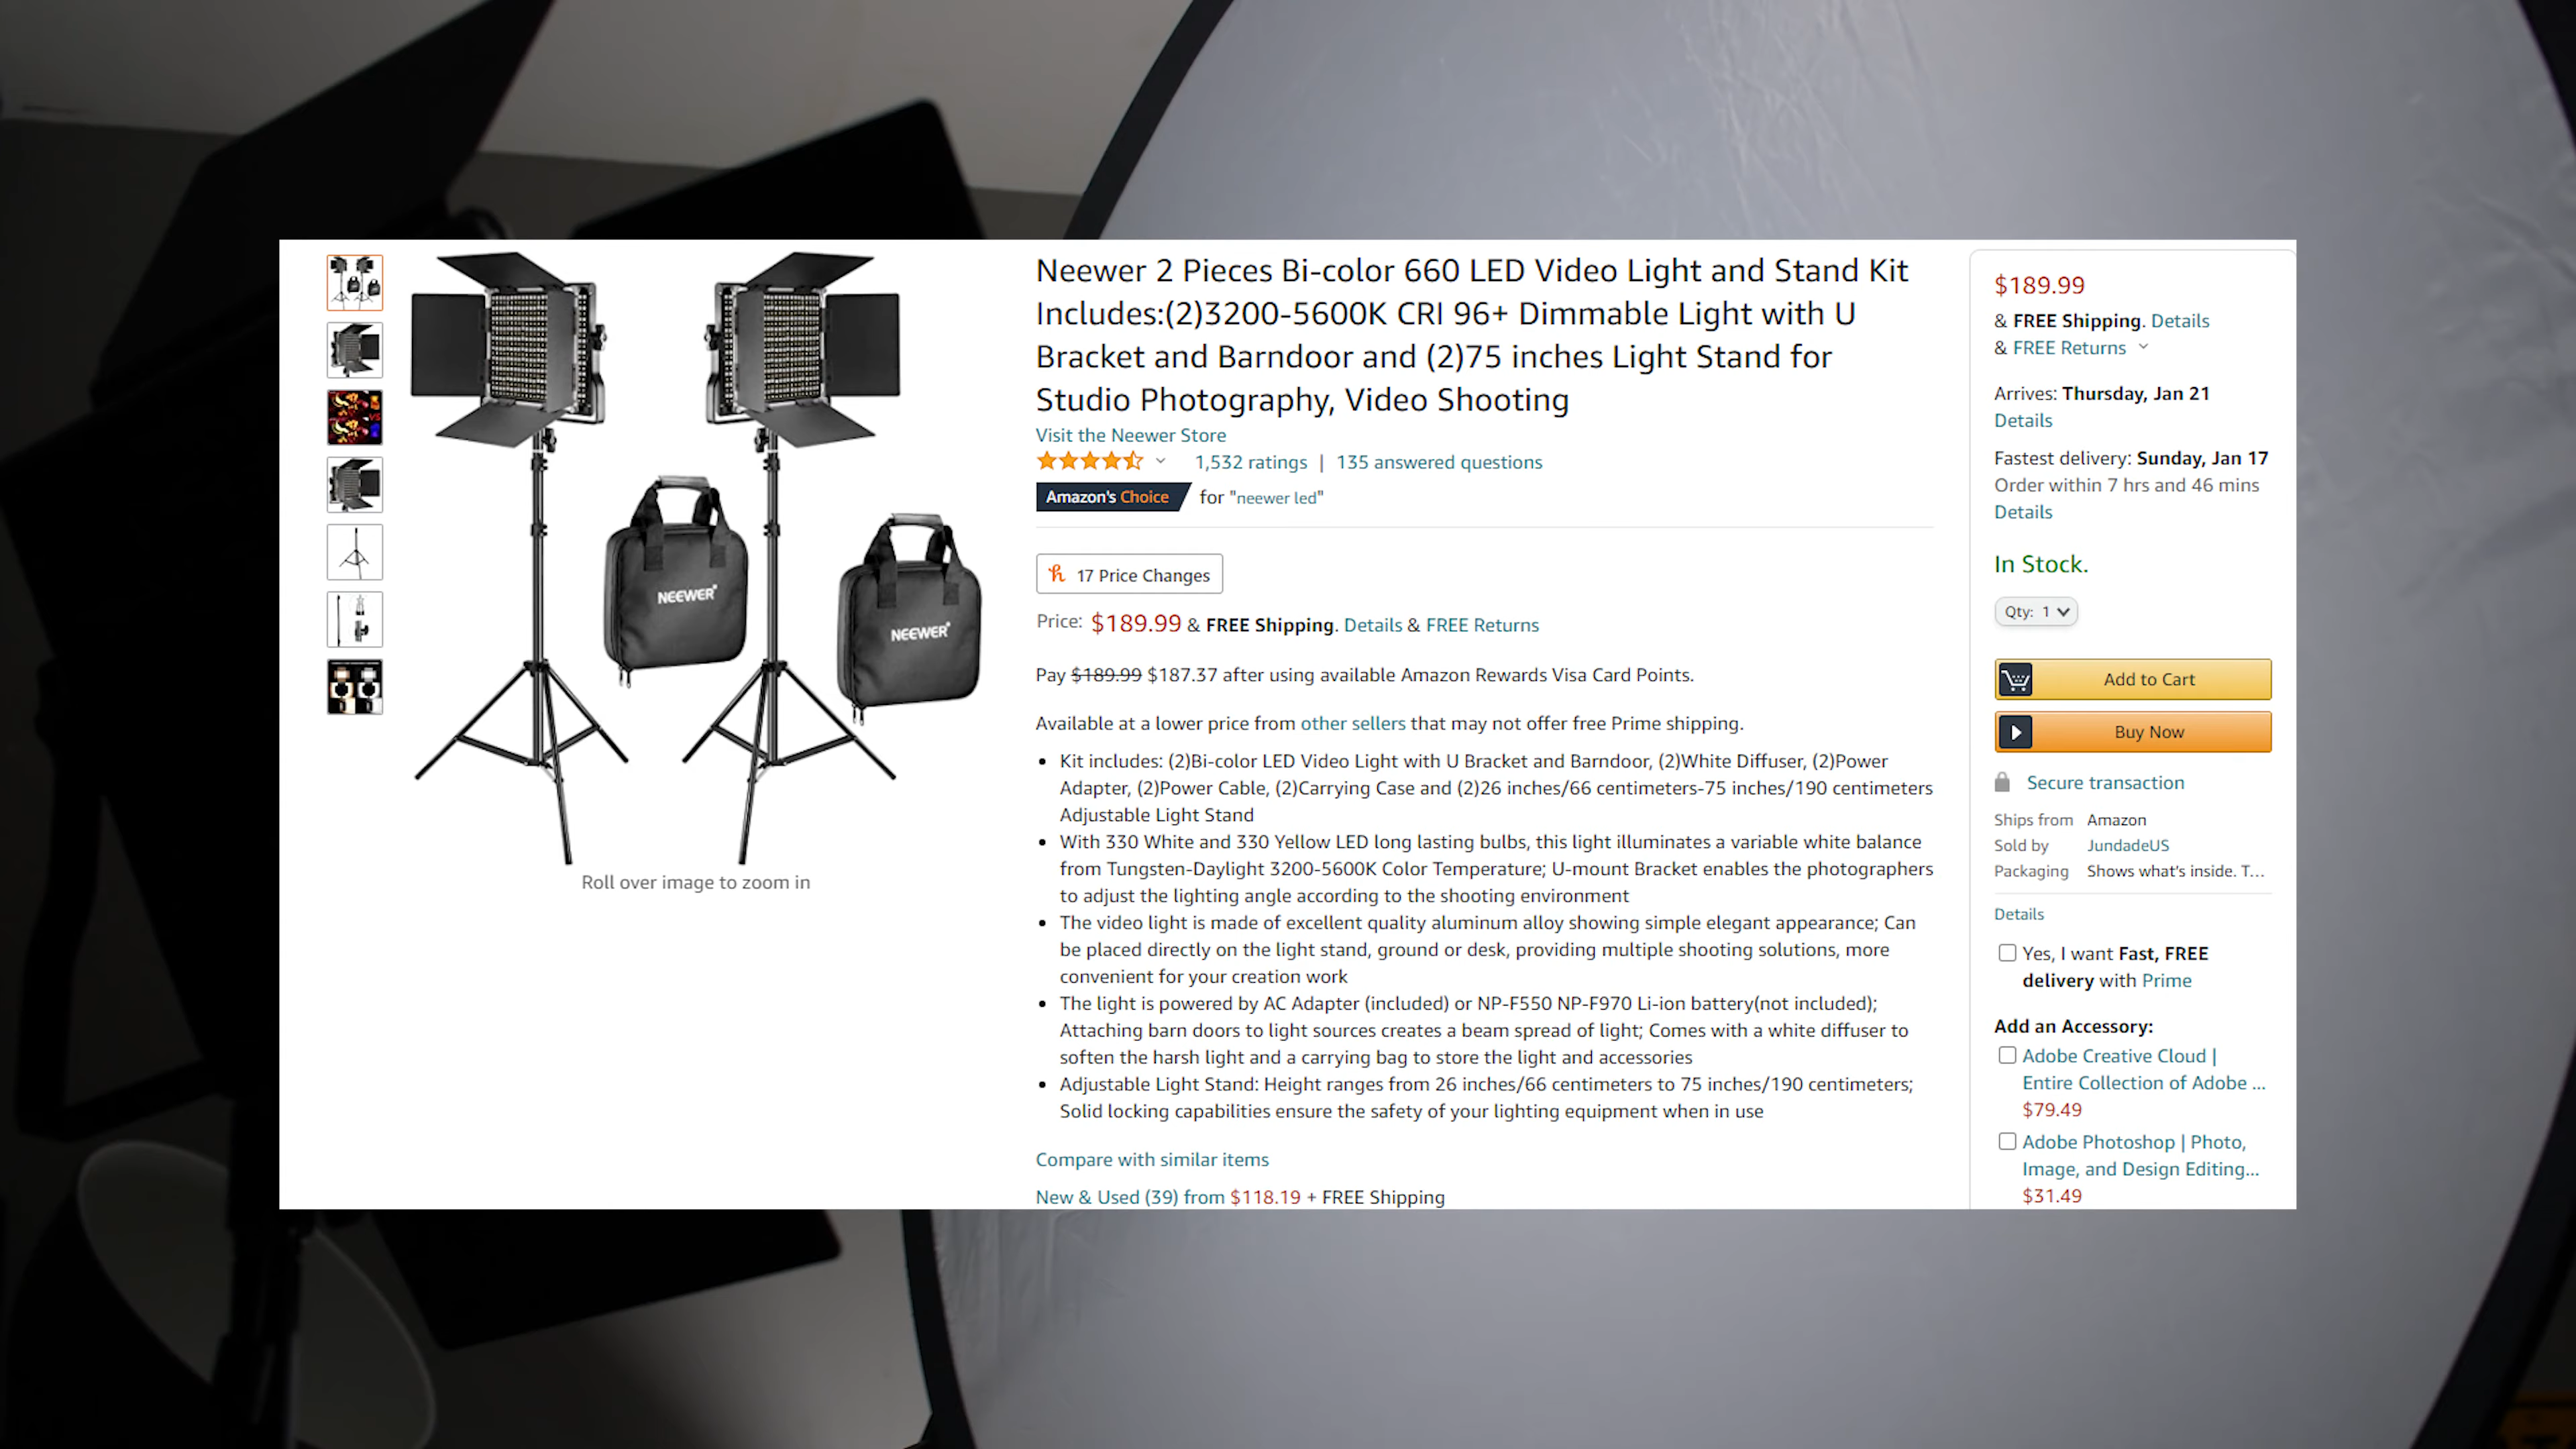 NEEWER
NEEWER
Roll over image to zoom in
Neewer 2 Pieces Bi-color 660 LED Video Light and Stand Kit
Includes:(2)3200-5600K CRI 96+ Dimmable Light with U
Bracket and Barndoor and (2)75 inches Light Stand for
Studio Photography, Video Shooting
Visit the Neewer Store
1,532 ratings | 135 answered questions
Amazon's Choice for "neewer led"
17 Price Changes
Price: $189.99 & FREE Shipping. Details & FREE Returns
Pay $189.99 $187.37 after using available Amazon Rewards Visa Card Points.
Available at a lower price from other sellers that may not offer free Prime shipping.
• Kit includes: (2)Bi-color LED Video Light with U Bracket and Barndoor, (2)White Diffuser, (2)Power
Adapter, (2)Power Cable, (2)Carrying Case and (2)26 inches/66 centimeters-75 inches/190 centimeters
Adjustable Light Stand
• With 330 White and 330 Yellow LED long lasting bulbs, this light illuminates a variable white balance
from Tungsten-Daylight 3200-5600K Color Temperature; U-mount Bracket enables the photographers
to adjust the lighting angle according to the shooting environment
• The video light is made of excellent quality aluminum alloy showing simple elegant appearance; Can
be placed directly on the light stand, ground or desk, providing multiple shooting solutions, more
convenient for your creation work
• The light is powered by AC Adapter (included) or NP-F550 NP-F970 Li-ion battery(not included);
Attaching barn doors to light sources creates a beam spread of light; Comes with a white diffuser to
soften the harsh light and a carrying bag to store the light and accessories
• Adjustable Light Stand: Height ranges from 26 inches/66 centimeters to 75 inches/190 centimeters;
Solid locking capabilities ensure the safety of your lighting equipment when in use
Compare with similar items
New & Used (39) from $118.19 + FREE Shipping
$189.99
& FREE Shipping. Details
& FREE Returns
Arrives: Thursday, Jan 21
Details
Fastest delivery: Sunday, Jan 17
Order within 7 hrs and 46 mins
Details
In Stock.
Qty: 1
Add to Cart
Buy Now
Secure transaction
Ships from Amazon
Sold by JundadeUS
Packaging Shows what's inside. T...
Details
Yes, I want Fast, FREE
delivery with Prime
Add an Accessory:
Adobe Creative Cloud |
Entire Collection of Adobe ...
$79.49
Adobe Photoshop | Photo,
Image, and Design Editing...
$31.49